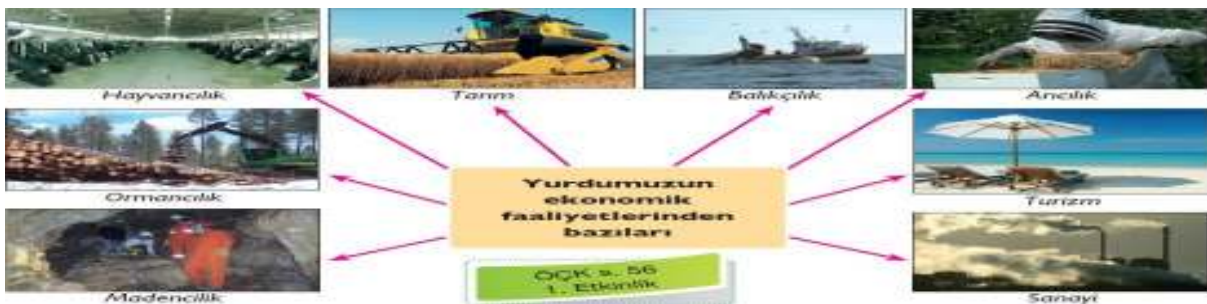 Hayvancılık
Tarım
Balıkçılık
Arıcılık
Ormancılık
Yurdumuzun
ekonomik
faaliyetlerinden
bazıları
Turizm
Madencilik
ÖÇK s. 56
1. Etkinlik
Sanayi